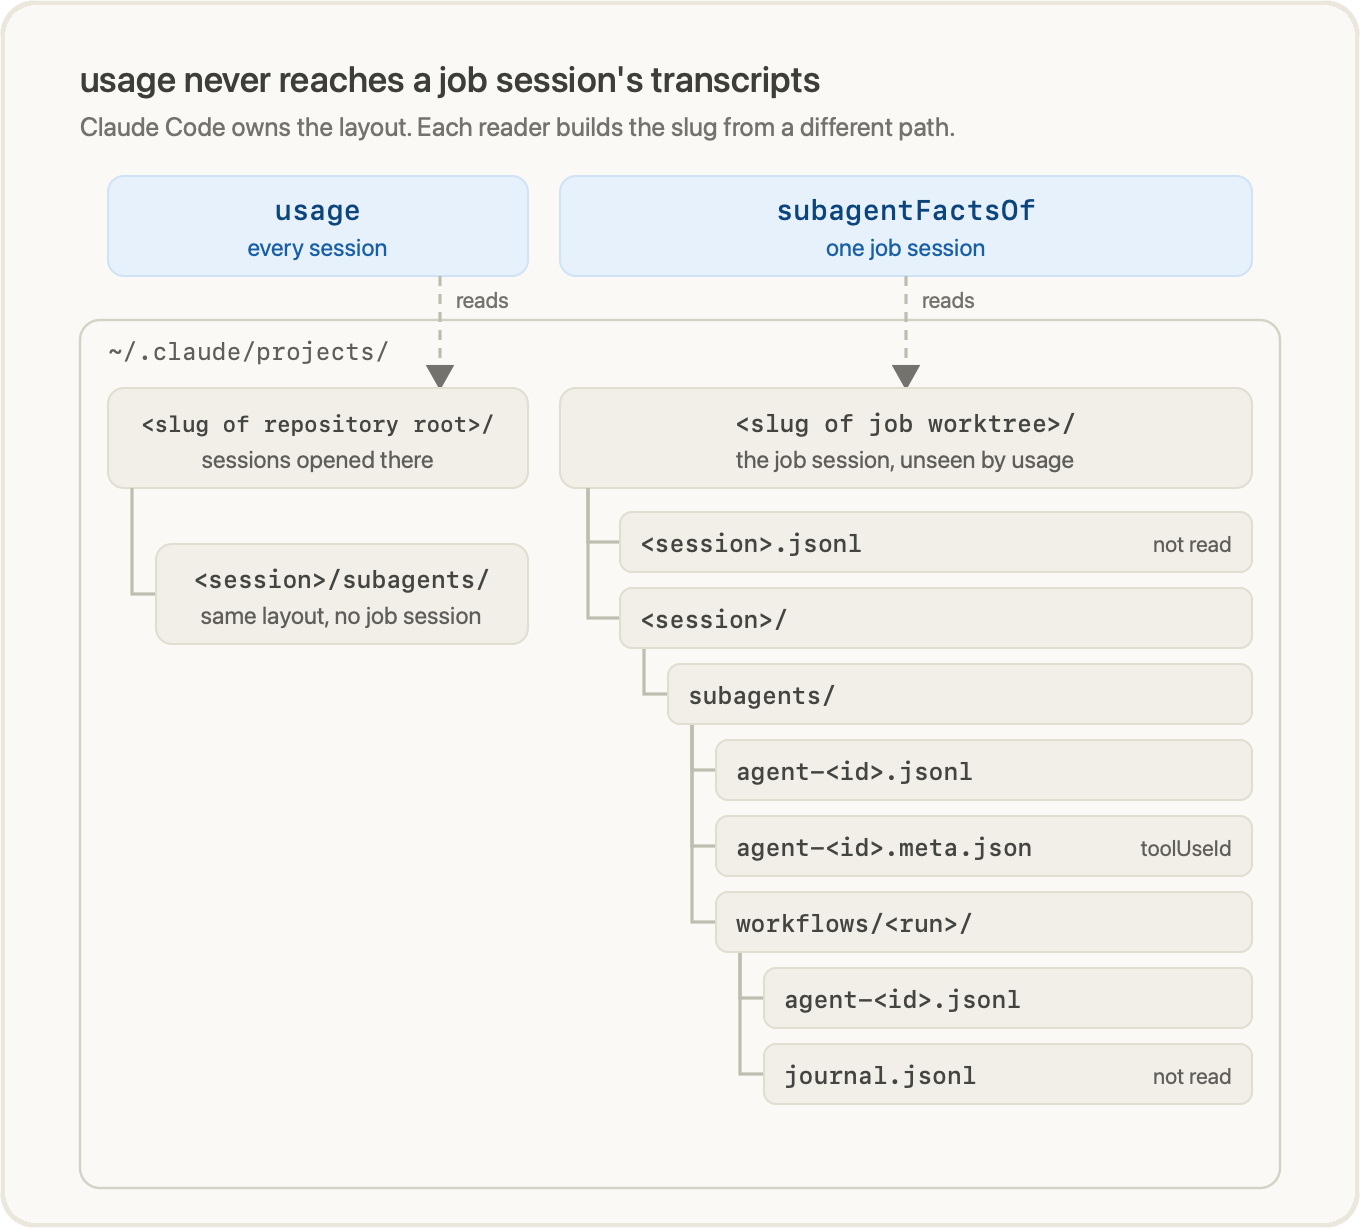 usage never reaches a job session's transcripts
Claude Code owns the layout. Each reader builds the slug from a different path.
usage
every session
subagentFactsOf
one job session
reads
reads
~/.claude/projects/
<slug of repository root>/
sessions opened there
<session>/subagents/
same layout, no job session
<slug of job worktree>/
the job session, unseen by usage
<session>.jsonl
not read
<session>/
subagents/
agent-<id>.jsonl
agent-<id>.meta.json
toolUseId
workflows/<run>/
agent-<id>.jsonl
journal.jsonl
not read